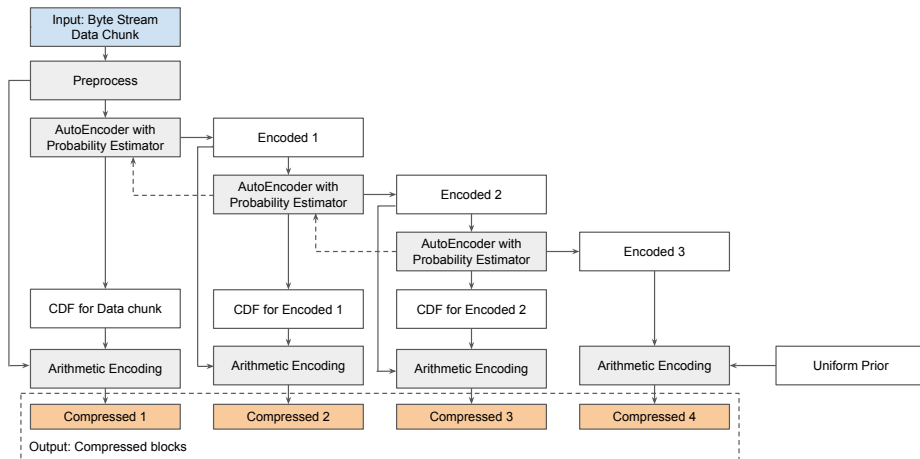 Input: Byte Stream
Data Chunk
Preprocess
AutoEncoder with
Probability Estimator
Encoded 1
AutoEncoder with
Probability Estimator
Encoded 2
AutoEncoder with
Probability Estimator
Encoded 3
CDF for Data chunk
CDF for Encoded 1
CDF for Encoded 2
Arithmetic Encoding
Arithmetic Encoding
Arithmetic Encoding
Arithmetic Encoding
Uniform Prior
Compressed 1
Compressed 2
Compressed 3
Compressed 4
Output: Compressed blocks